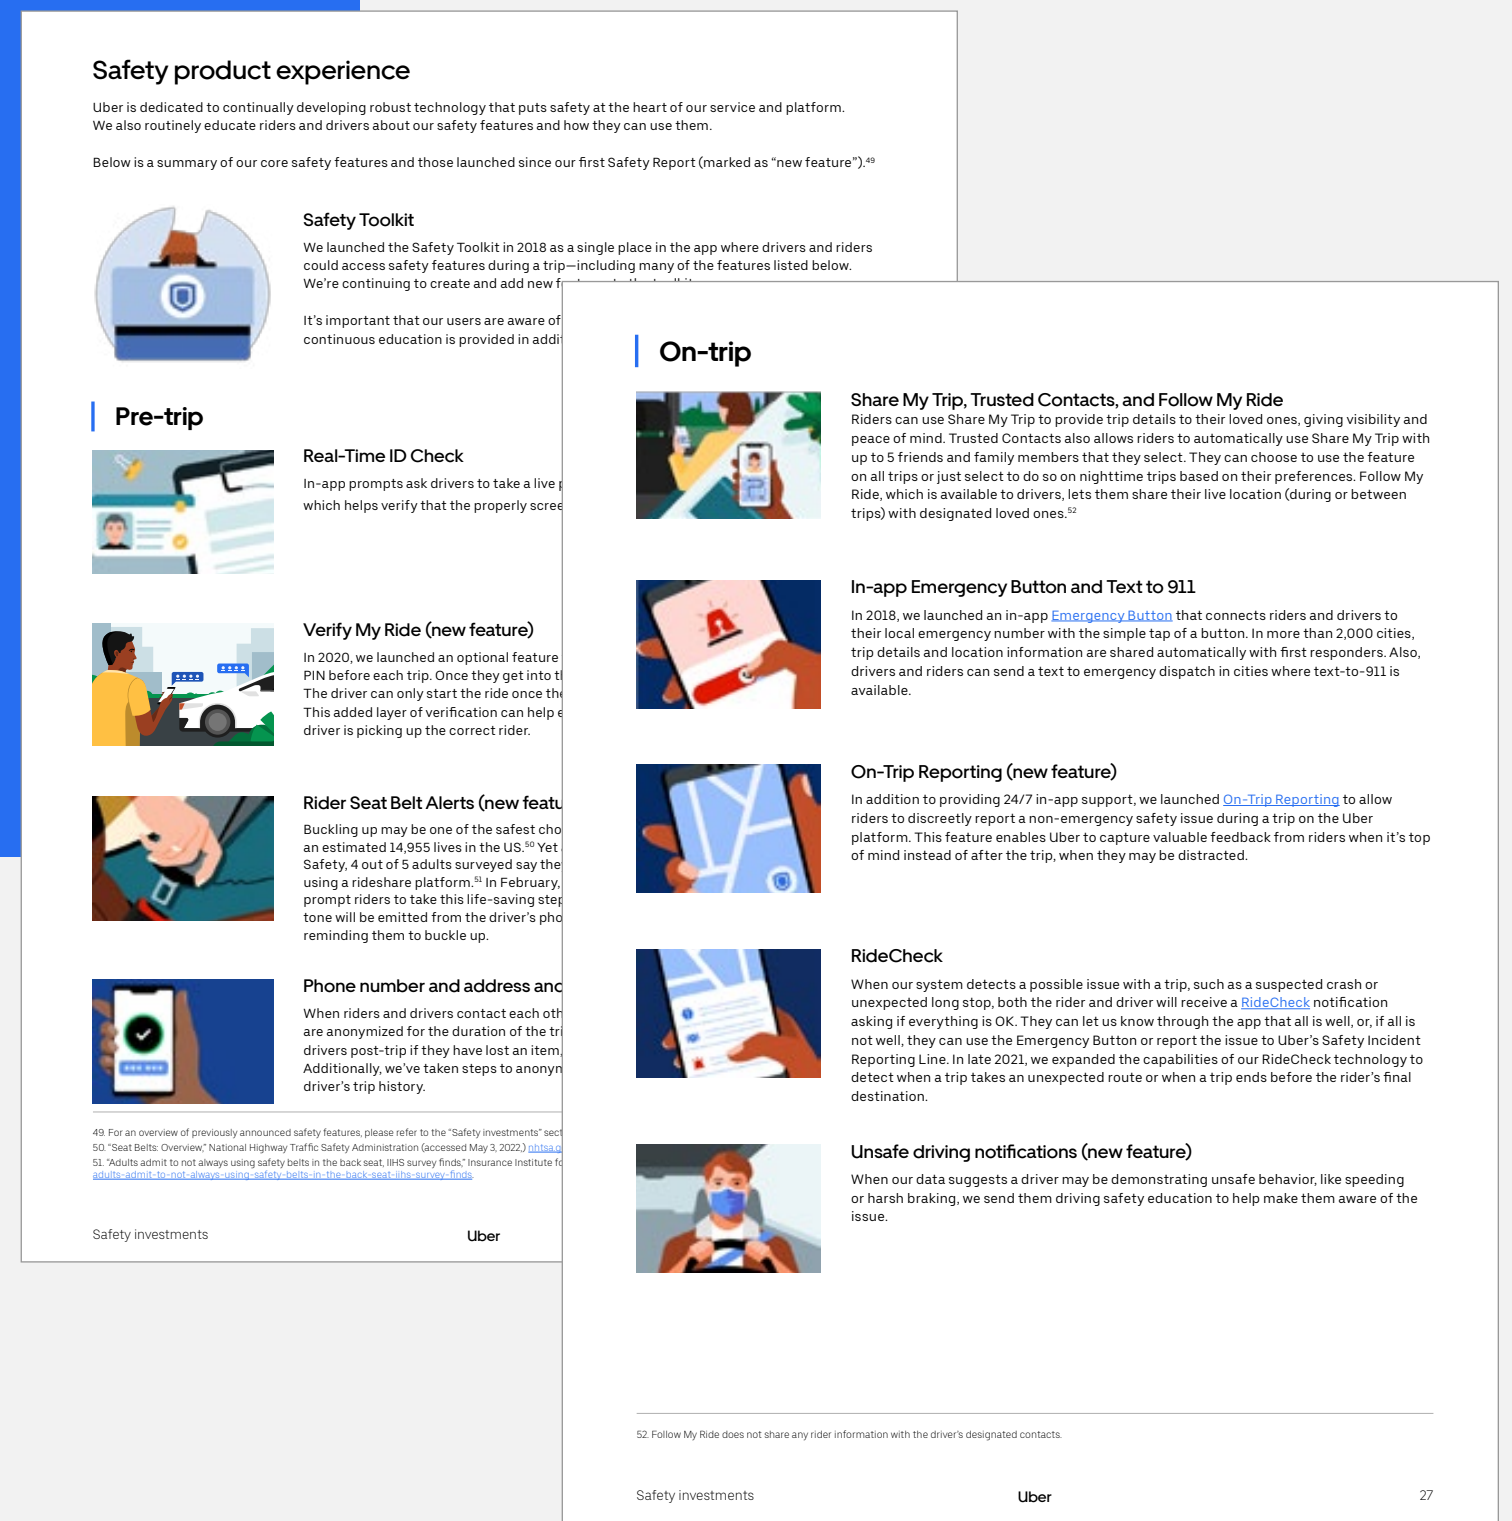 Safety product experience
Uber is dedicated to continually developing robust technology that puts safety at the heart of our service and platform.
We also routinely educate riders and drivers about our safety features and how they can use them.
Below is a summary of our core safety features and those launched since our first Safety Report (marked as “new feature”).49
Safety Toolkit
We launched the Safety Toolkit in 2018 as a single place in the app where drivers and riders
could access safety features during a trip—including many of the features listed below.
We’re continuing to create and add new
It’s important that our users are aware of
continuous education is provided in
Pre-trip
Real-Time ID Check
In-app prompts ask drivers to take a live
which helps verify that the properly
Verify My Ride (new feature)
In 2020, we launched an optional feature
PIN before each trip. Once they get into
The driver can only start the ride once
This added layer of verification can help
driver is picking up the correct rider.
Rider Seat Belt Alerts (new
Buckling up may be one of the safest
an estimated 14,955 lives in the US.50 Yet
Safety, 4 out of 5 adults surveyed say
using a rideshare platform.51 In February,
prompt riders to take this life-saving
tone will be emitted from the driver’s
reminding them to buckle up.
Phone number and address
When riders and drivers contact each
are anonymized for the duration of the
drivers post-trip if they have lost an item,
Additionally, we’ve taken steps to
driver’s trip history.
49. For an overview of previously announced safety features, please refer to the “Safety investments”
50. “Seat Belts: Overview,” National Highway Traffic Safety Administration (accessed May 3, 2022,)
51. “Adults admit to not always using safety belts in the back seat, IIHS survey finds,” Insurance Institute
adults-admit-to-not-always-using-safety-belts-in-the-back-seat-iihs-survey-finds.
Safety investments
Uber
On-trip
Share My Trip, Trusted Contacts, and Follow My Ride
Riders can use Share My Trip to provide trip details to their loved ones, giving visibility and
peace of mind. Trusted Contacts also allows riders to automatically use Share My Trip with
up to 5 friends and family members that they select. They can choose to use the feature
on all trips or just select to do so on nighttime trips based on their preferences. Follow My
Ride, which is available to drivers, lets them share their live location (during or between
trips) with designated loved ones.52
In-app Emergency Button and Text to 911
In 2018, we launched an in-app Emergency Button that connects riders and drivers to
their local emergency number with the simple tap of a button. In more than 2,000 cities,
trip details and location information are shared automatically with first responders. Also,
drivers and riders can send a text to emergency dispatch in cities where text-to-911 is
available.
On-Trip Reporting (new feature)
In addition to providing 24/7 in-app support, we launched On-Trip Reporting to allow
riders to discreetly report a non-emergency safety issue during a trip on the Uber
platform. This feature enables Uber to capture valuable feedback from riders when it’s top
of mind instead of after the trip, when they may be distracted.
RideCheck
When our system detects a possible issue with a trip, such as a suspected crash or
unexpected long stop, both the rider and driver will receive a RideCheck notification
asking if everything is OK. They can let us know through the app that all is well, or, if all is
not well, they can use the Emergency Button or report the issue to Uber’s Safety Incident
Reporting Line. In late 2021, we expanded the capabilities of our RideCheck technology to
detect when a trip takes an unexpected route or when a trip ends before the rider’s final
destination.
Unsafe driving notifications (new feature)
When our data suggests a driver may be demonstrating unsafe behavior, like speeding
or harsh braking, we send them driving safety education to help make them aware of the
issue.
52. Follow My Ride does not share any rider information with the driver’s designated contacts.
Safety investments
Uber
27